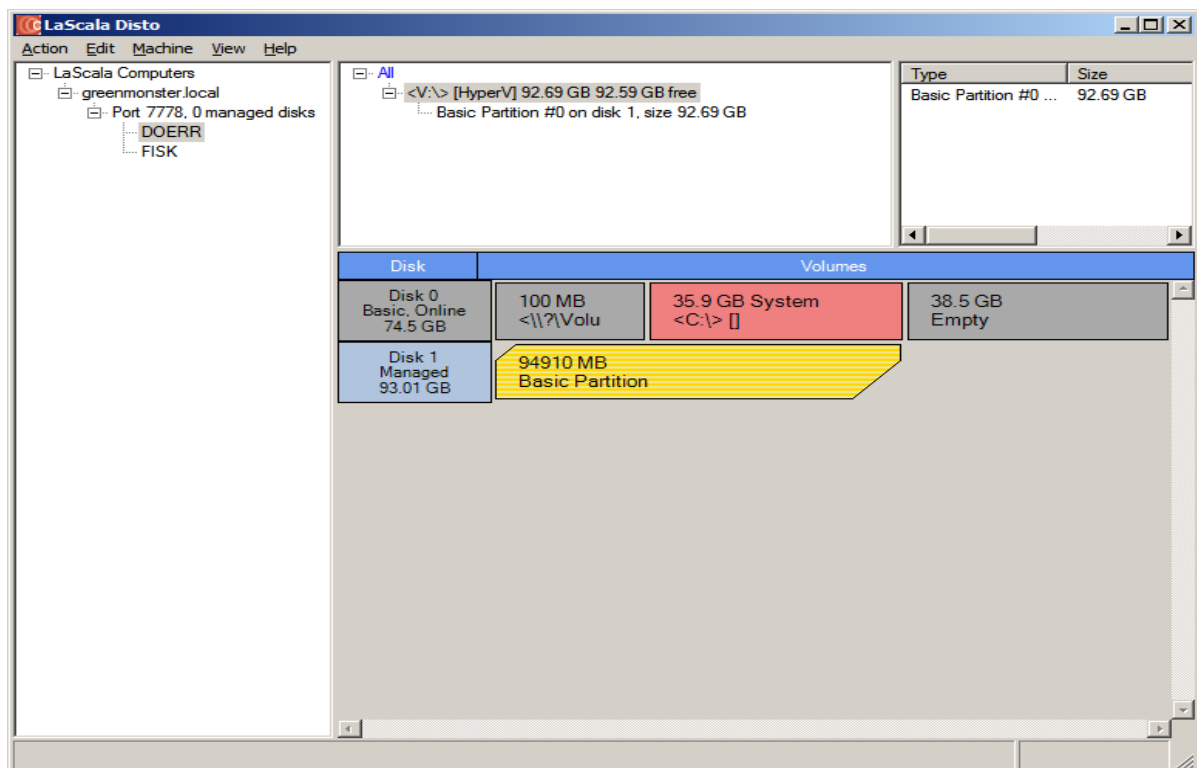 LaScala Disto
Action Edit Machine View Help
LaScala Computers
greenmonster.local
Port 7778, 0 managed disks
DOERR
FISK
All
<V:\> [HyperV] 92.69 GB 92.59 GB free
Basic Partition #0 on disk 1, size 92.69 GB
Type Size
Basic Partition #0 ... 92.69 GB
Disk Volumes
Disk 0
Basic, Online
74.5 GB
100 MB
<\\?\Volu
35.9 GB System
<C:\> []
38.5 GB
Empty
Disk 1
Managed
93.01 GB
94910 MB
Basic Partition